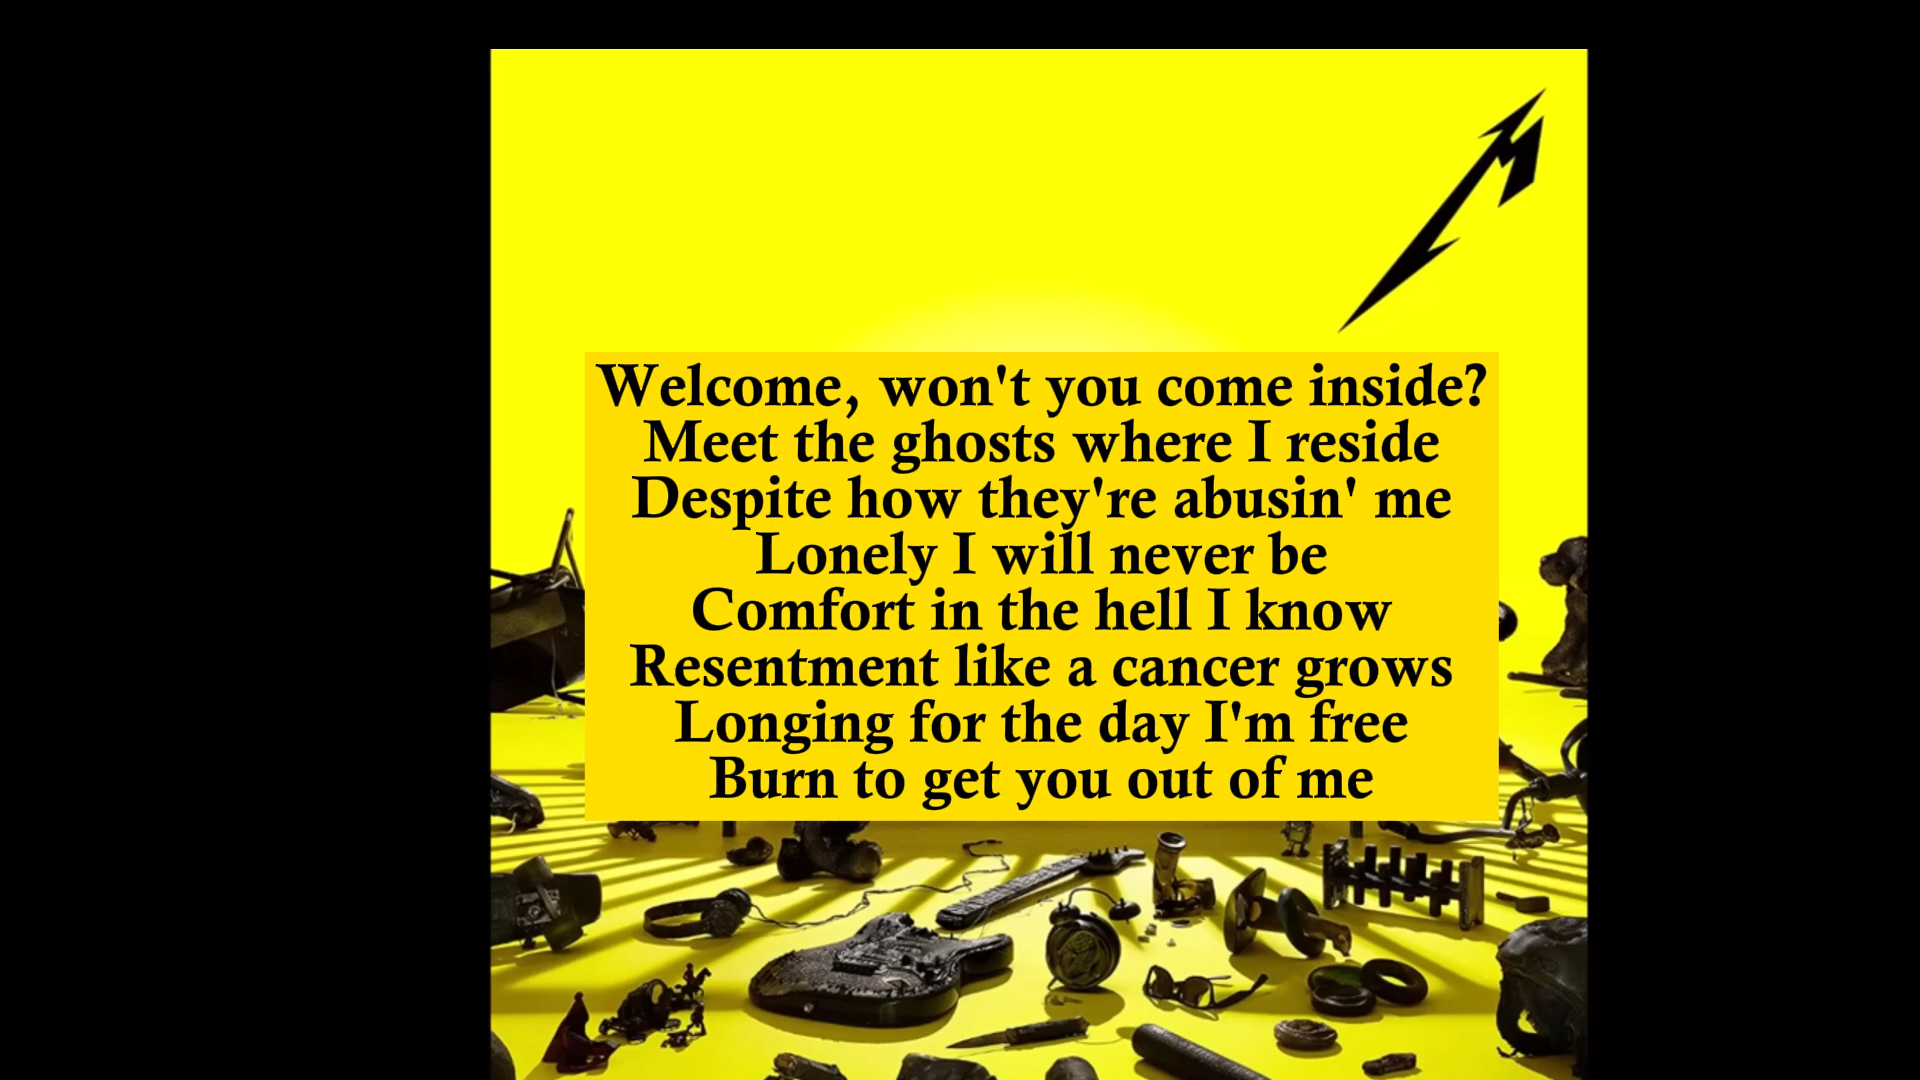 Welcome, won't you come inside?
Meet the ghosts where I reside
Despite how they're abusin' me
Lonely I will never be
Comfort in the hell I know
Resentment like a cancer grows
Longing for the day I'm free
Burn to get you out of me